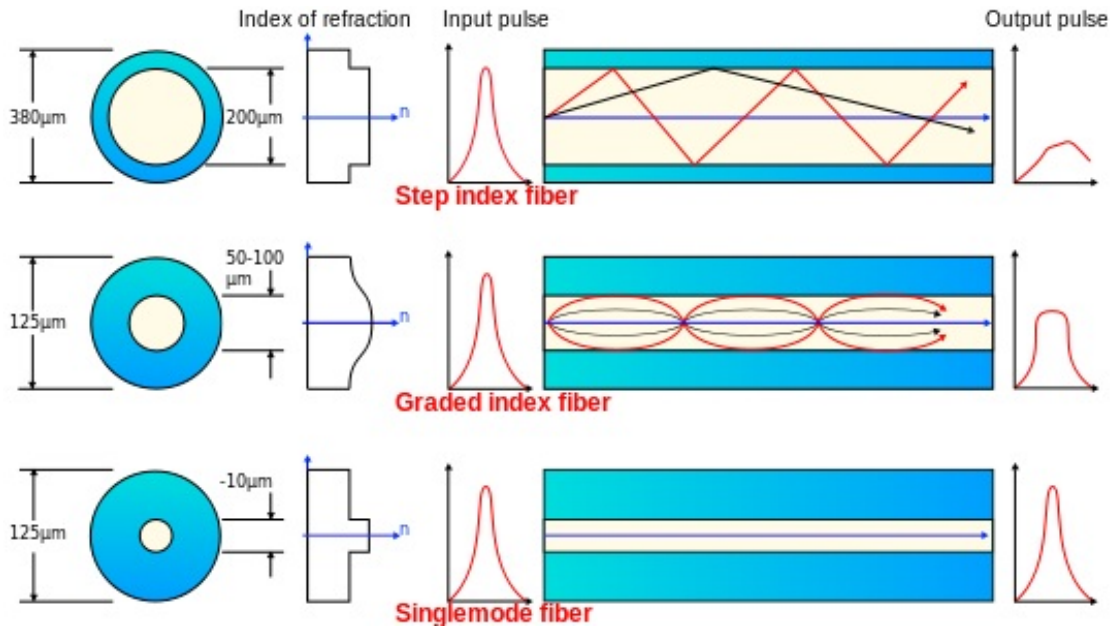 Index of refraction
Input pulse
Output pulse
380µm
200µm
n
Step index fiber
50-100
µm
125µm
n
Graded index fiber
-10µm
125µm
n
Singlemode fiber